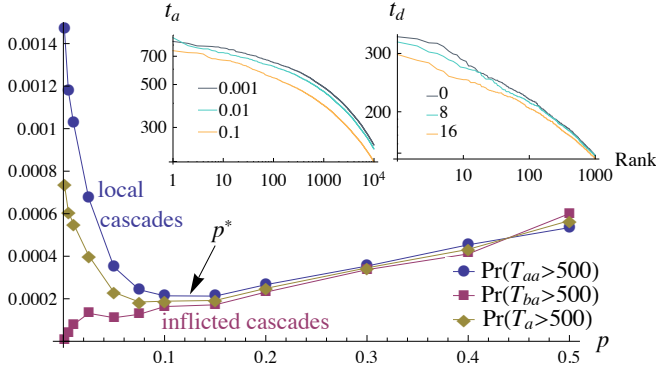 t_a
t_d
0.0014
0.0012
0.001
0.0008
0.0006
0.0004
0.0002
700
500
300
0.001
0.01
0.1
1
10
100
1000
10^4
300
200
0
8
16
10
100
1000
Rank
local
cascades
p*
inflicted cascades
Pr(T_aa>500)
Pr(T_ba>500)
Pr(T_a>500)
0.1
0.2
0.3
0.4
0.5
p